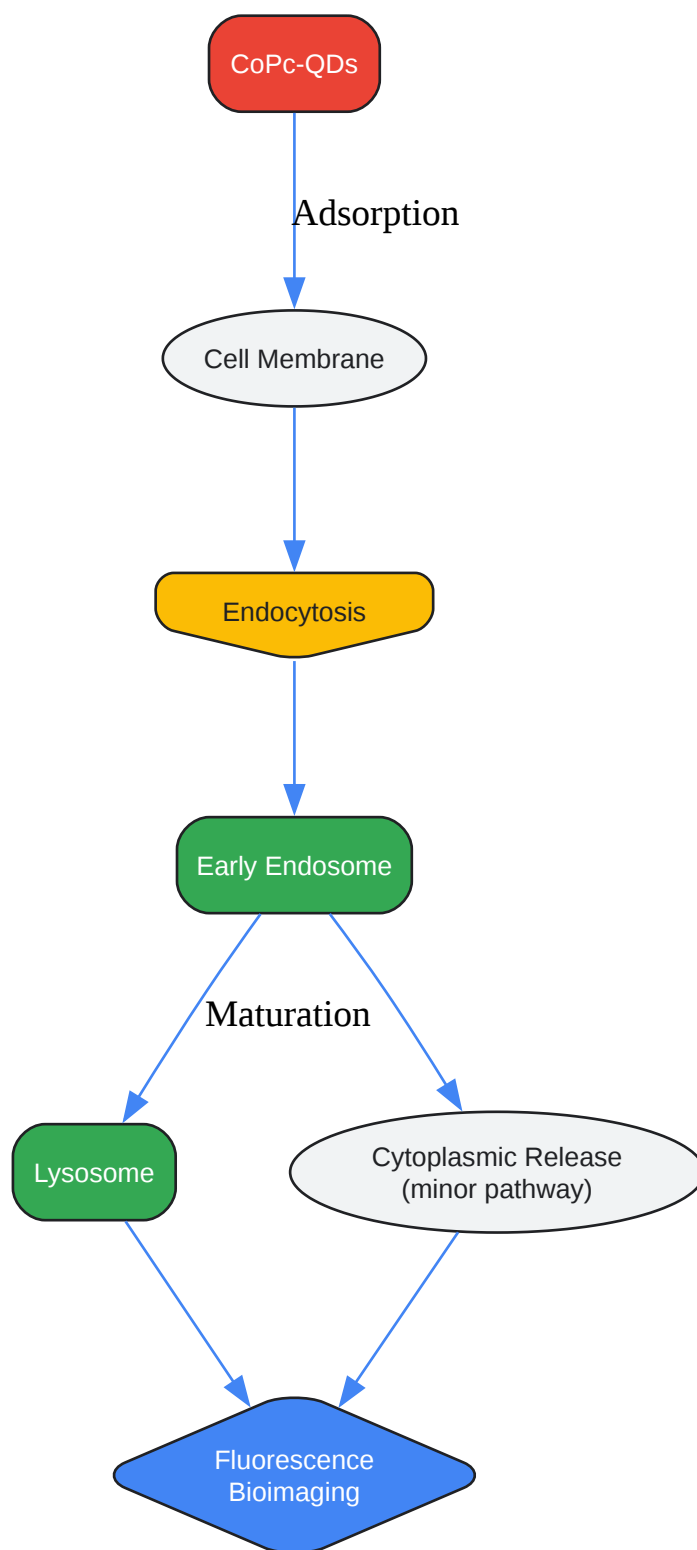 CoPc-QDs
Adsorption
Cell Membrane
Endocytosis
Early Endosome
Maturation
Lysosome
Cytoplasmic Release
(minor pathway)
Fluorescence
Bioimaging